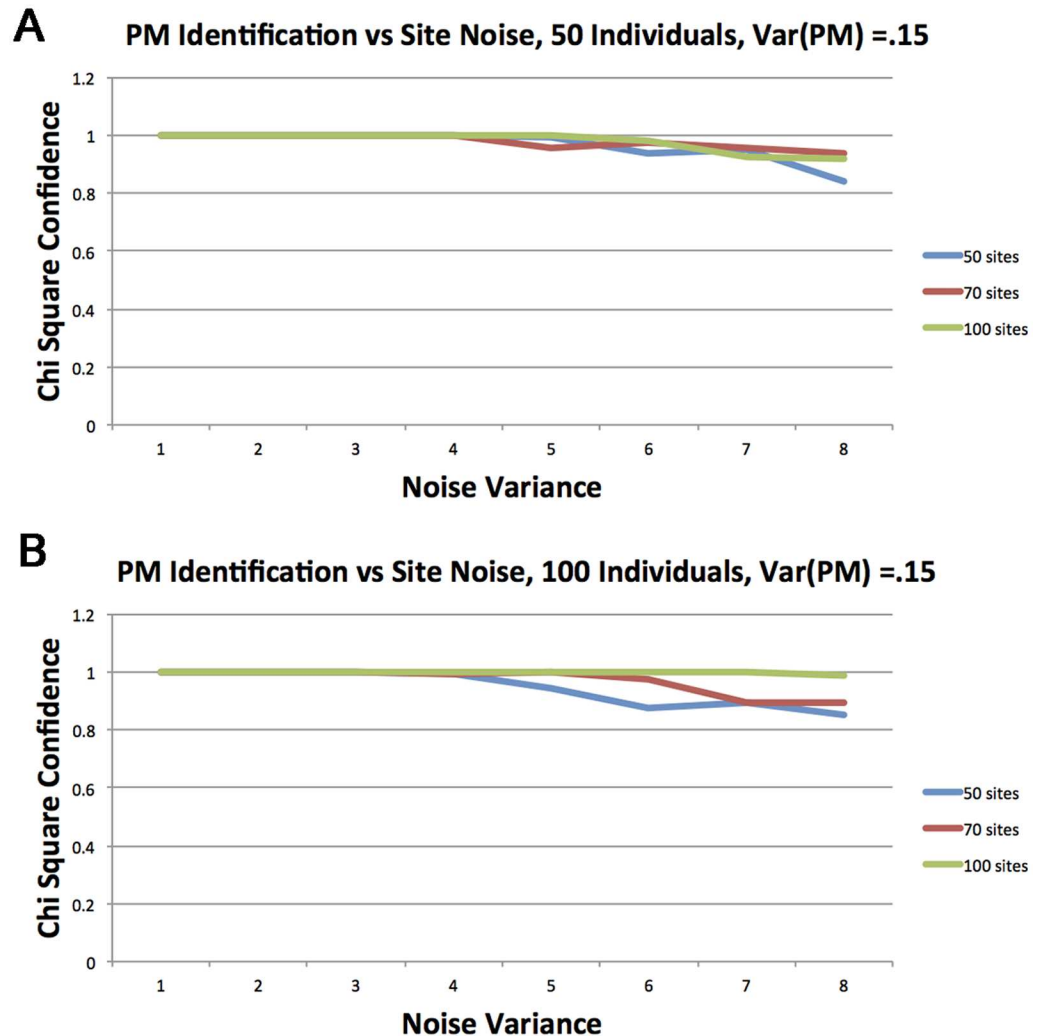 A
PM Identification vs Site Noise, 50 Individuals, Var(PM) =.15
Chi Square Confidence
1.2
1
0.8
0.6
0.4
0.2
0
1 2 3 4 5 6 7 8
Noise Variance
50 sites
70 sites
100 sites
B
PM Identification vs Site Noise, 100 Individuals, Var(PM) =.15
Chi Square Confidence
1.2
1
0.8
0.6
0.4
0.2
0
1 2 3 4 5 6 7 8
Noise Variance
50 sites
70 sites
100 sites